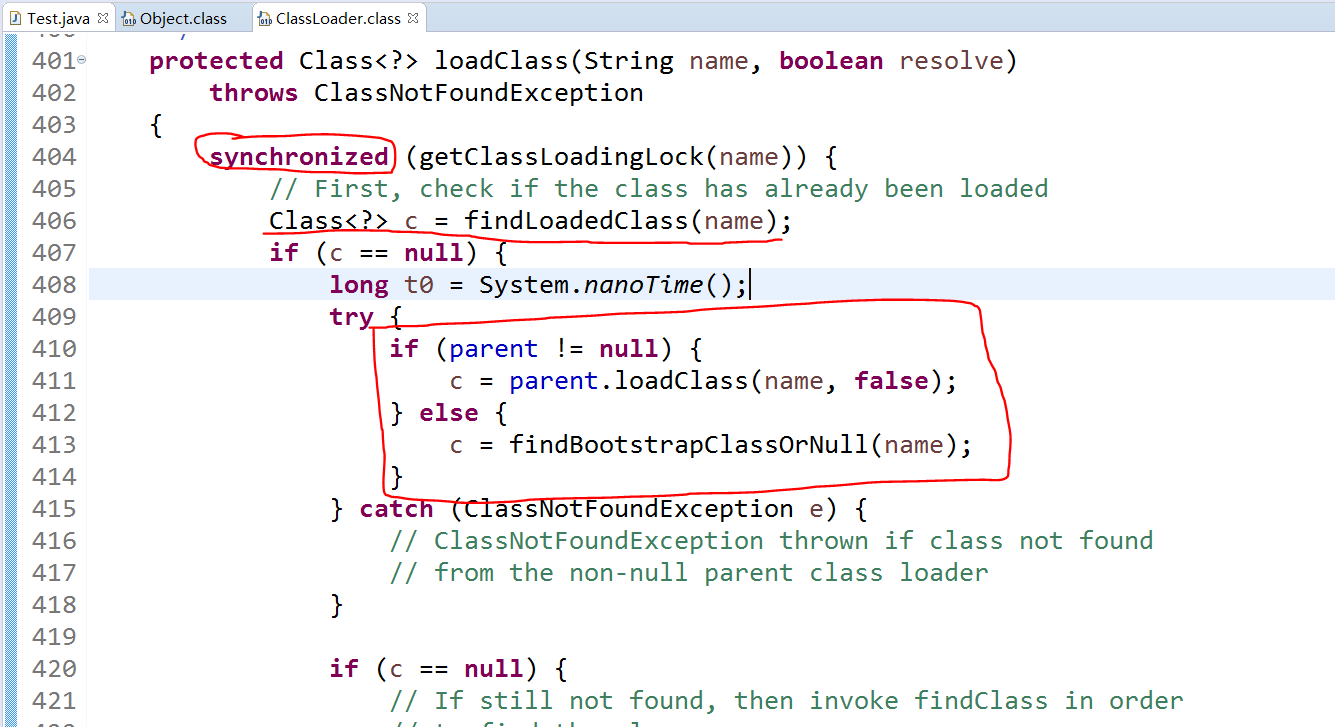 Test.java Object.class ClassLoader.class
401 protected Class<?> loadClass(String name, boolean resolve)
402 throws ClassNotFoundException
403 {
404 synchronized (getClassLoadingLock(name)) {
405 // First, check if the class has already been loaded
406 Class<?> c = findLoadedClass(name);
407 if (c == null) {
408 long t0 = System.nanoTime();
409 try {
410 if (parent != null) {
411 c = parent.loadClass(name, false);
412 } else {
413 c = findBootstrapClassOrNull(name);
414 }
415 } catch (ClassNotFoundException e) {
416 // ClassNotFoundException thrown if class not found
417 // from the non-null parent class loader
418 }
419
420 if (c == null) {
421 // If still not found, then invoke findClass in order